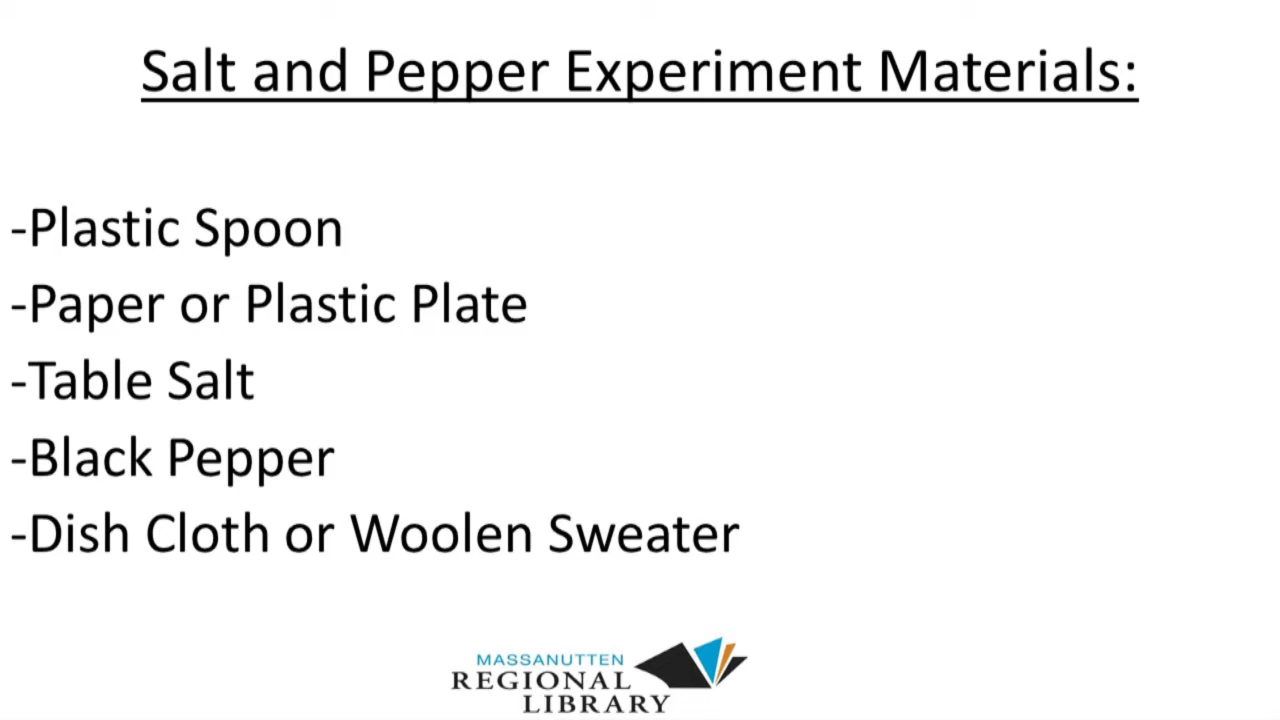 Salt and Pepper Experiment Materials:
-Plastic Spoon
-Paper or Plastic Plate
-Table Salt
-Black Pepper
-Dish Cloth or Woolen Sweater
MASSANUTTEN
REGIONAL
LIBRARY